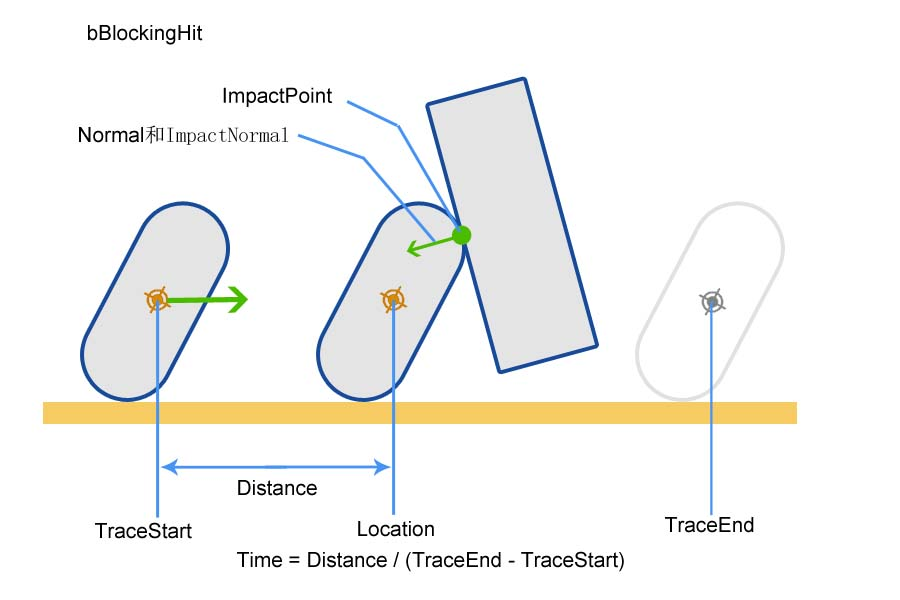 bBlockingHit
ImpactPoint
Normal和ImpactNormal
Distance
TraceStart
Location
TraceEnd
Time = Distance / (TraceEnd - TraceStart)